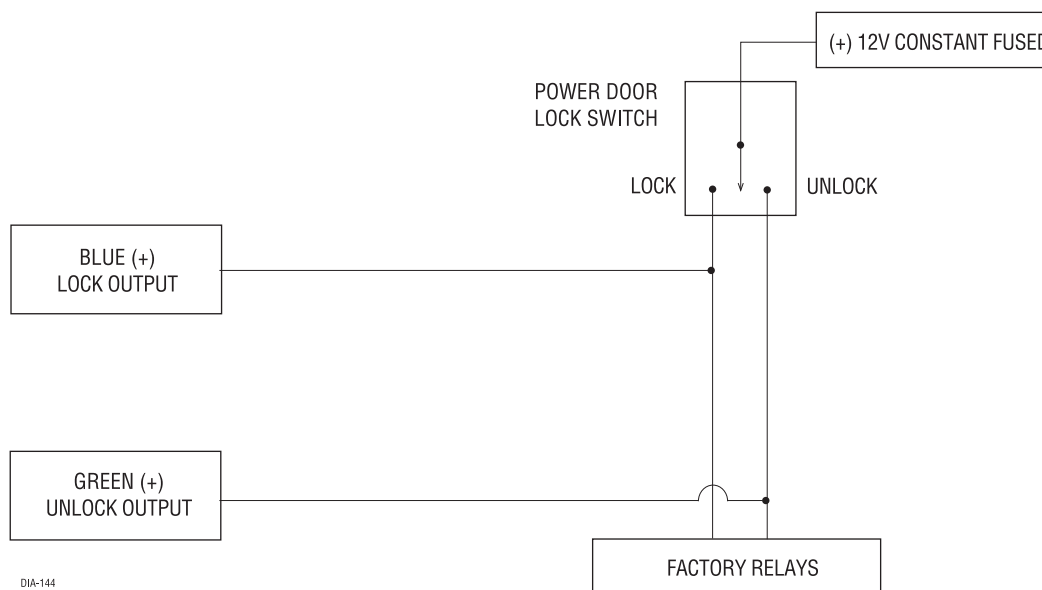 (+) 12V CONSTANT FUSED
POWER DOOR
LOCK SWITCH
LOCK
UNLOCK
BLUE (+)
LOCK OUTPUT
GREEN (+)
UNLOCK OUTPUT
FACTORY RELAYS
DIA-144